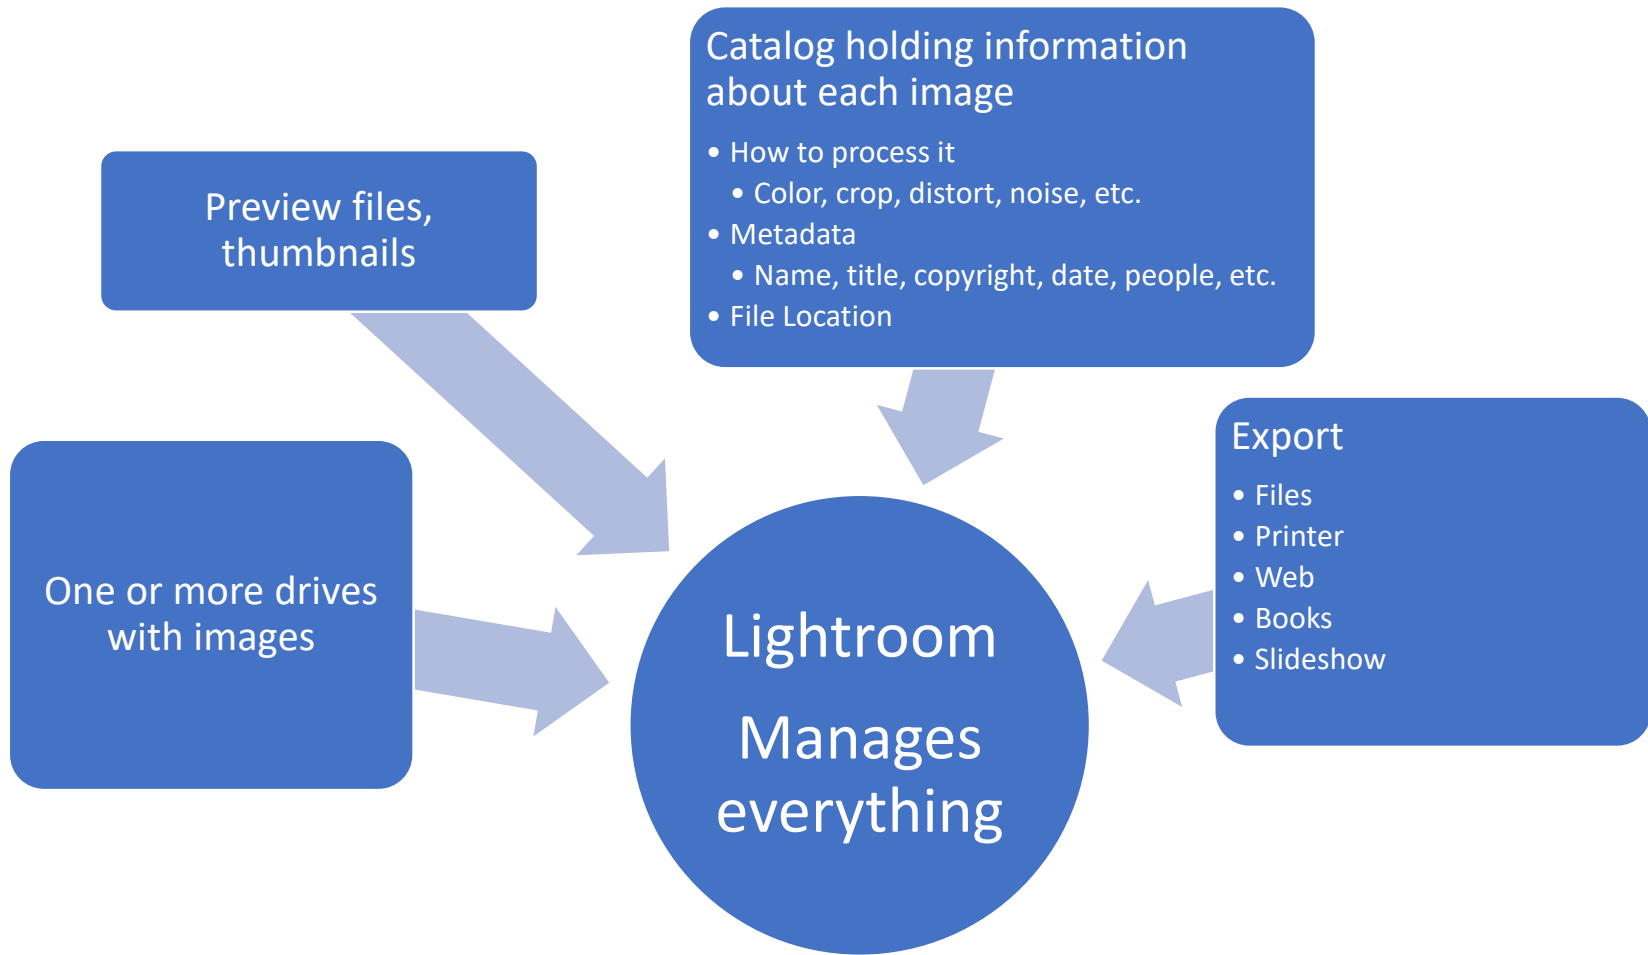 Catalog holding information
about each image
• How to process it
• Color, crop, distort, noise, etc.
• Metadata
• Name, title, copyright, date, people, etc.
• File Location
Preview files,
thumbnails
Export
• Files
• Printer
• Web
• Books
• Slideshow
One or more drives
with images
Lightroom
Manages
everything